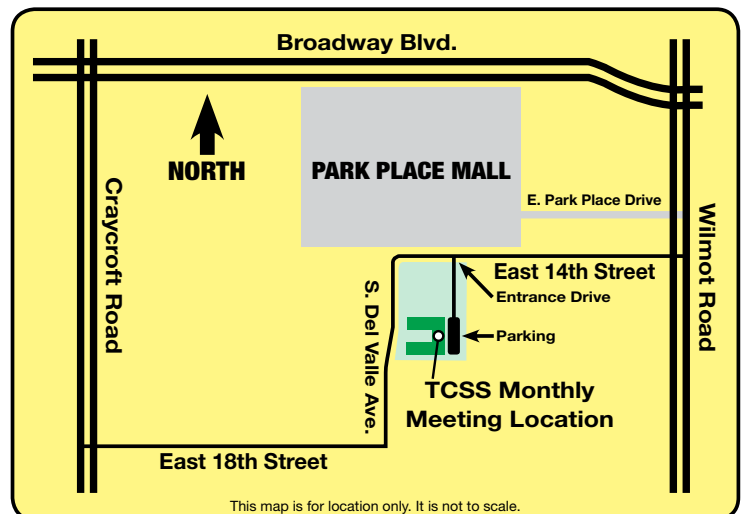 Broadway Blvd.
NORTH
PARK PLACE MALL
E. Park Place Drive
Craycroft Road
Wilmot Road
East 14th Street
Entrance Drive
S. Del Valle Ave.
Parking
TCSS Monthly
Meeting Location
East 18th Street
This map is for location only. It is not to scale.